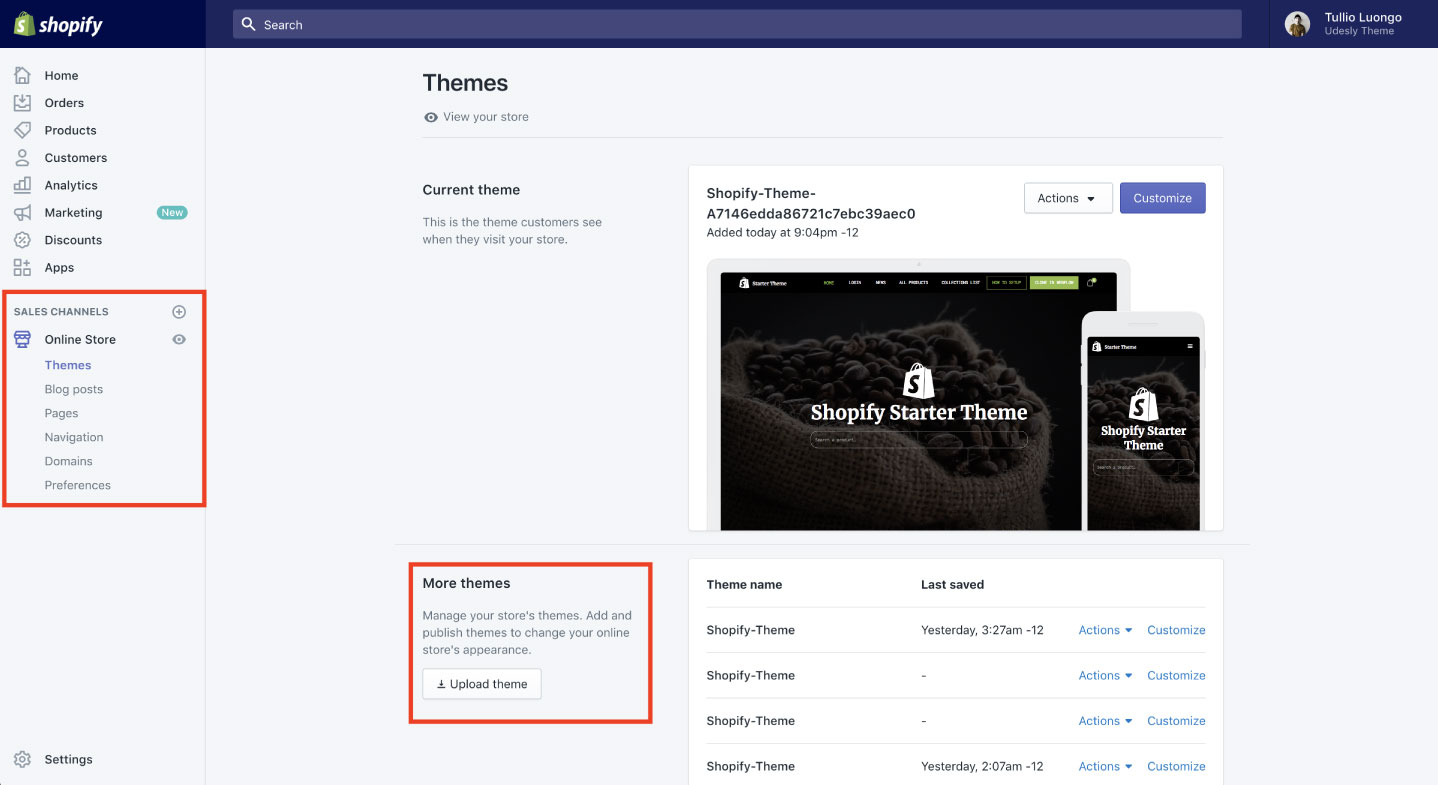 shopify
Search
Tullio Luongo
Udesly Theme
Home
Orders
Products
Customers
Analytics
Marketing
New
Discounts
Apps
SALES CHANNELS
Online Store
Themes
Blog posts
Pages
Navigation
Domains
Preferences
Settings
Themes
View your store
Current theme
This is the theme customers see
when they visit your store.
Shopify-Theme-
A7146edda86721c7ebc39aec0
Added today at 9:04pm -12
Actions
Customize
Starter Theme
HOME LOGIN NEWS ALL PRODUCTS COLLECTIONS LIST HOW TO SETUP CLONE IN WEBFLOW
Shopify Starter Theme
Search a product..
Starter Theme
Shopify Starter
Theme
Search a product..
More themes
Manage your store's themes. Add and
publish themes to change your online
store's appearance.
Upload theme
Theme name Last saved
Shopify-Theme Yesterday, 3:27am -12 Actions Customize
Shopify-Theme - Actions Customize
Shopify-Theme - Actions Customize
Shopify-Theme Yesterday, 2:07am -12 Actions Customize